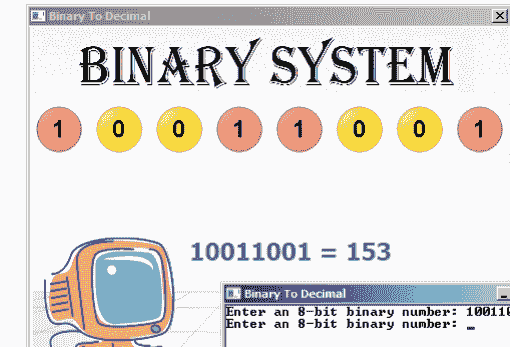 Binary To Decimal
BINARY SYSTEM
1 0 0 1 1 0 0 1
10011001 = 153
Binary To Decimal
Enter an 8-bit binary number: 100110
Enter an 8-bit binary number: _